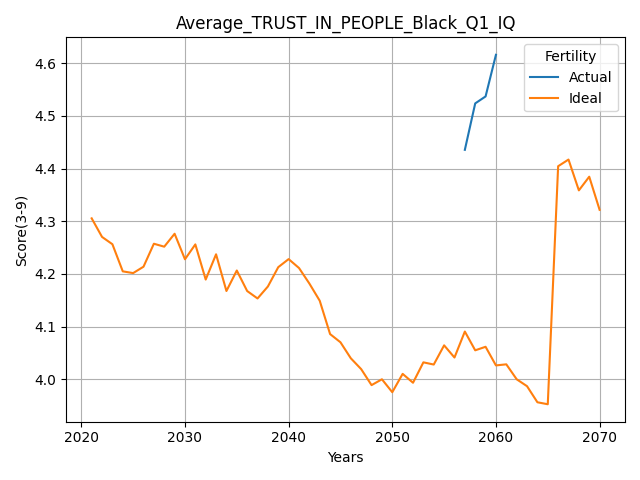 Average_TRUST_IN_PEOPLE_Black_Q1_IQ
Fertility
Actual
Ideal
Score(3-9)
4.6
4.5
4.4
4.3
4.2
4.1
4.0
2020
2030
2040
2050
2060
2070
Years